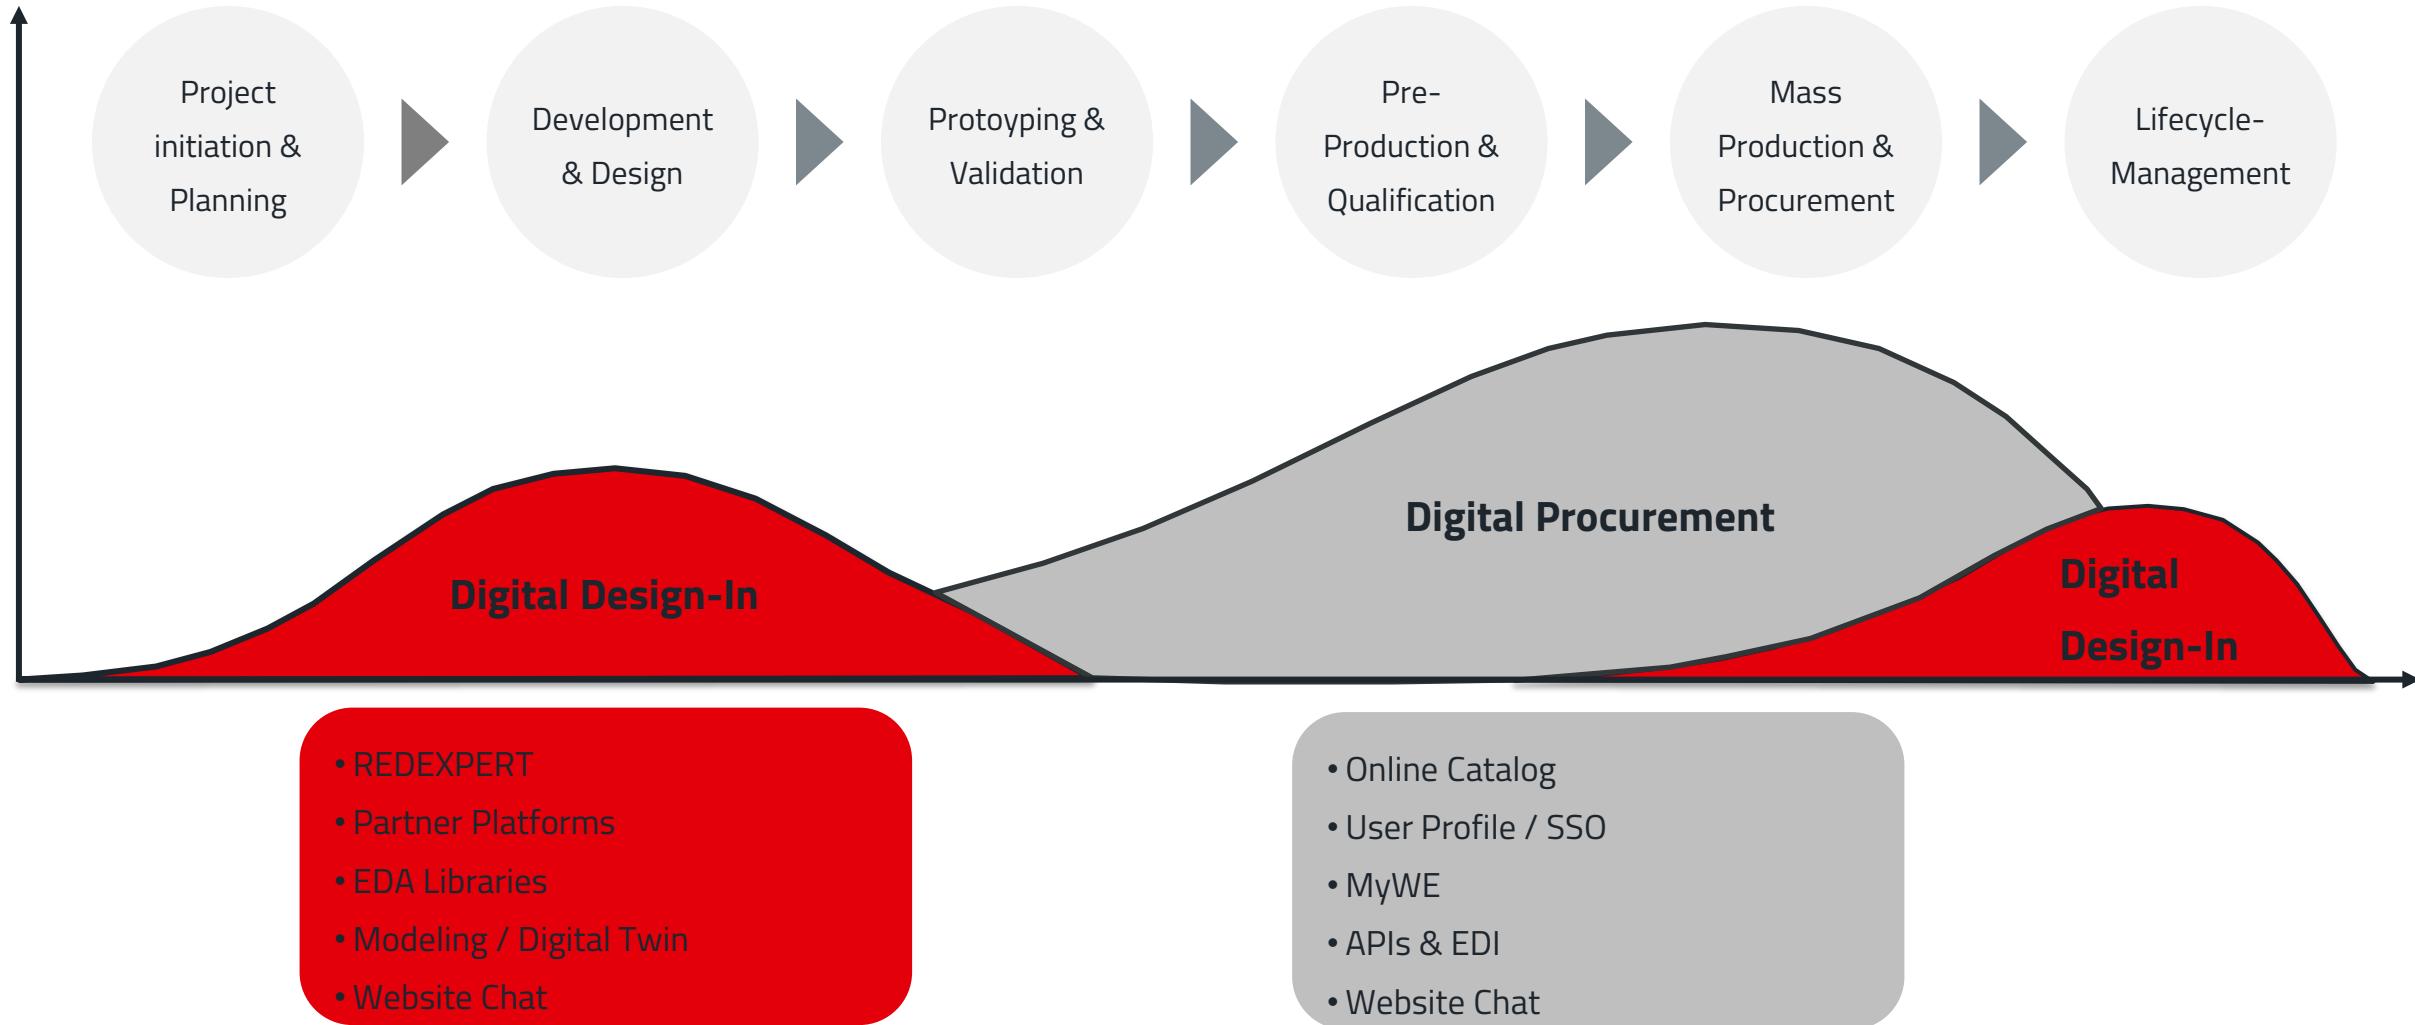 Project
initiation &
Planning
Development
& Design
Protoyping &
Validation
Pre-
Production &
Qualification
Mass
Production &
Procurement
Lifecycle-
Management
Digital Design-In
Digital Procurement
Digital
Design-In
• REDEXPERT
• Partner Platforms
• EDA Libraries
• Modeling / Digital Twin
• Website Chat
• Online Catalog
• User Profile / SSO
• MyWE
• APIs & EDI
• Website Chat